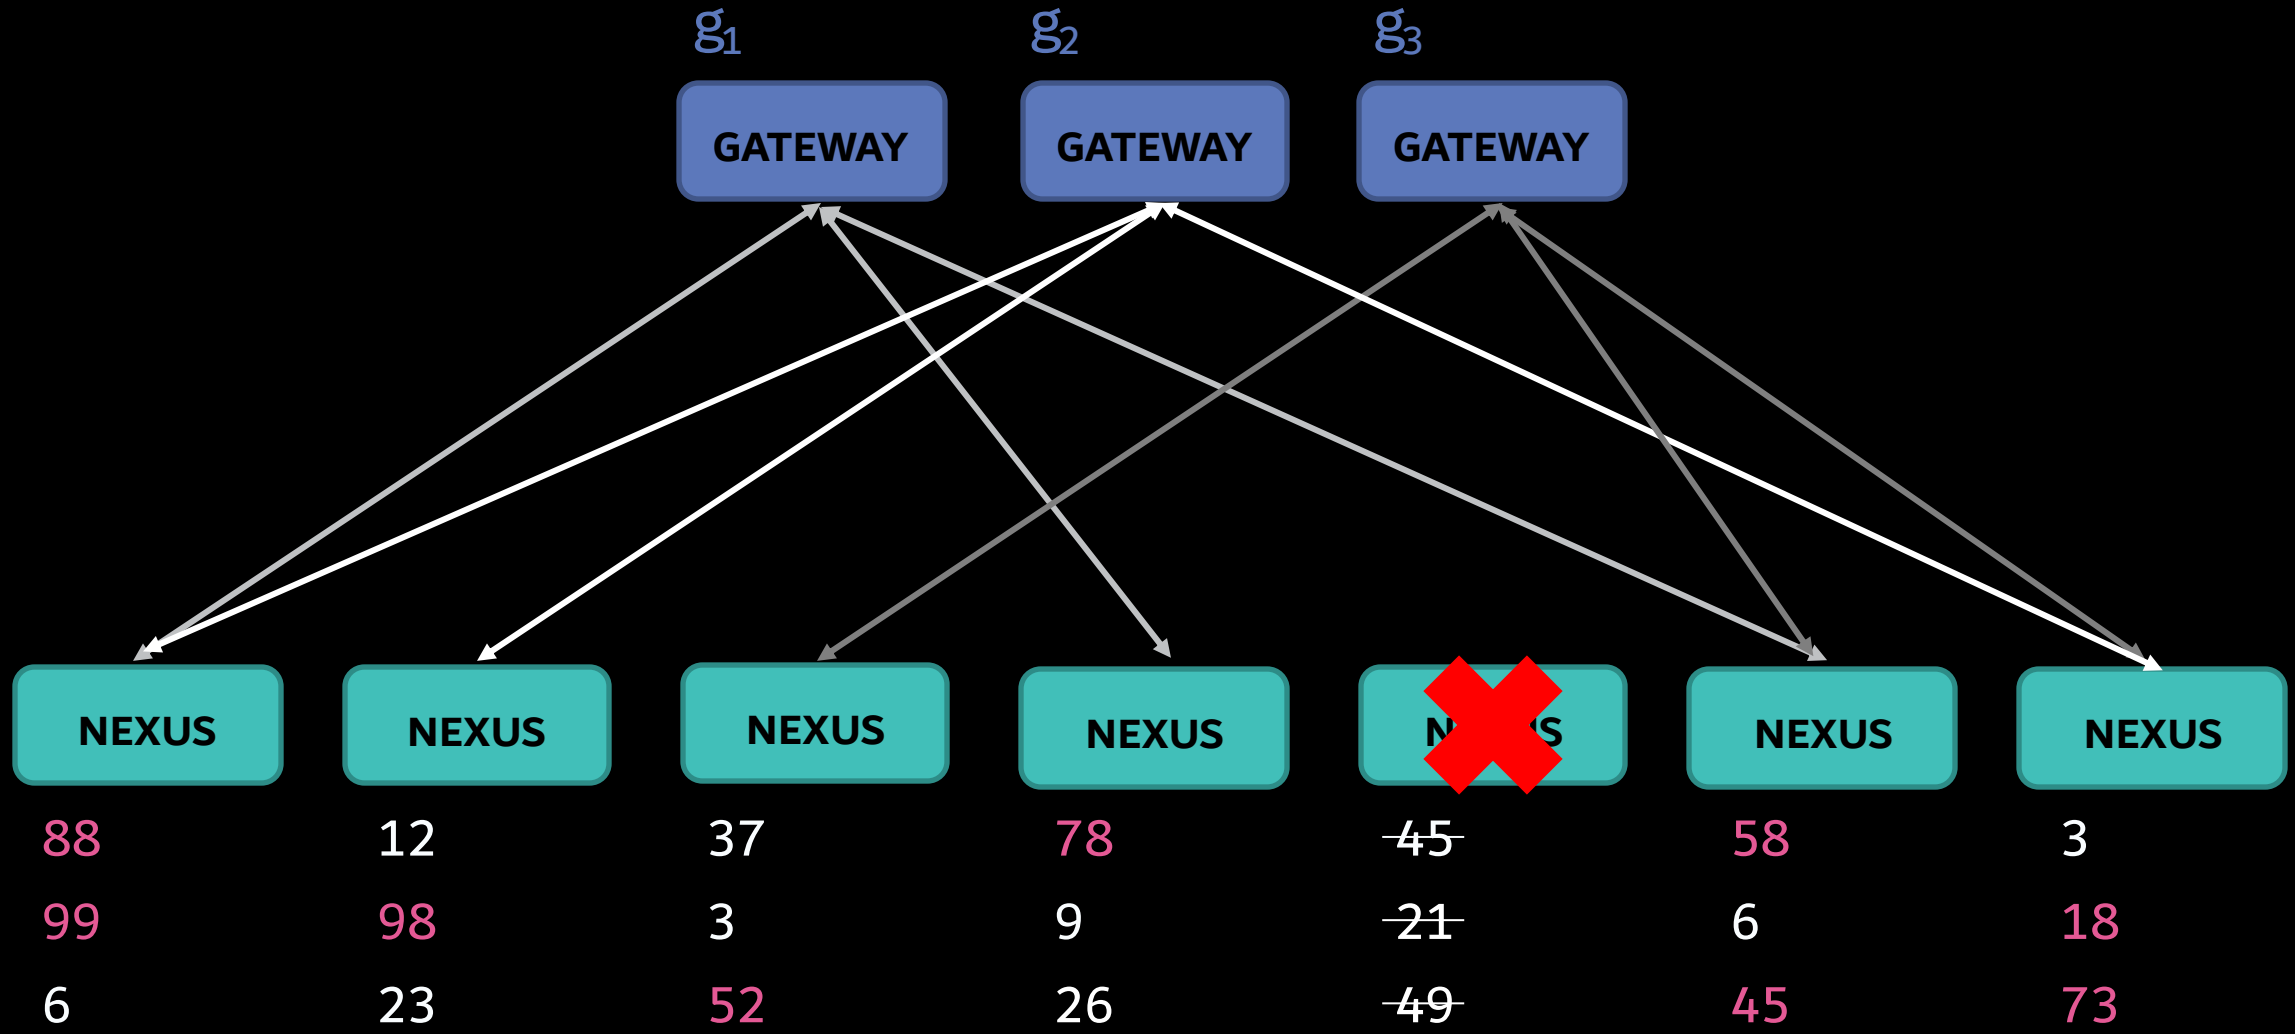 g1 g2 g3
GATEWAY GATEWAY GATEWAY
NEXUS NEXUS NEXUS NEXUS NEXUS NEXUS
88 12 37 78 45 58 3
99 98 3 9 21 6 18
6 23 52 26 49 45 73